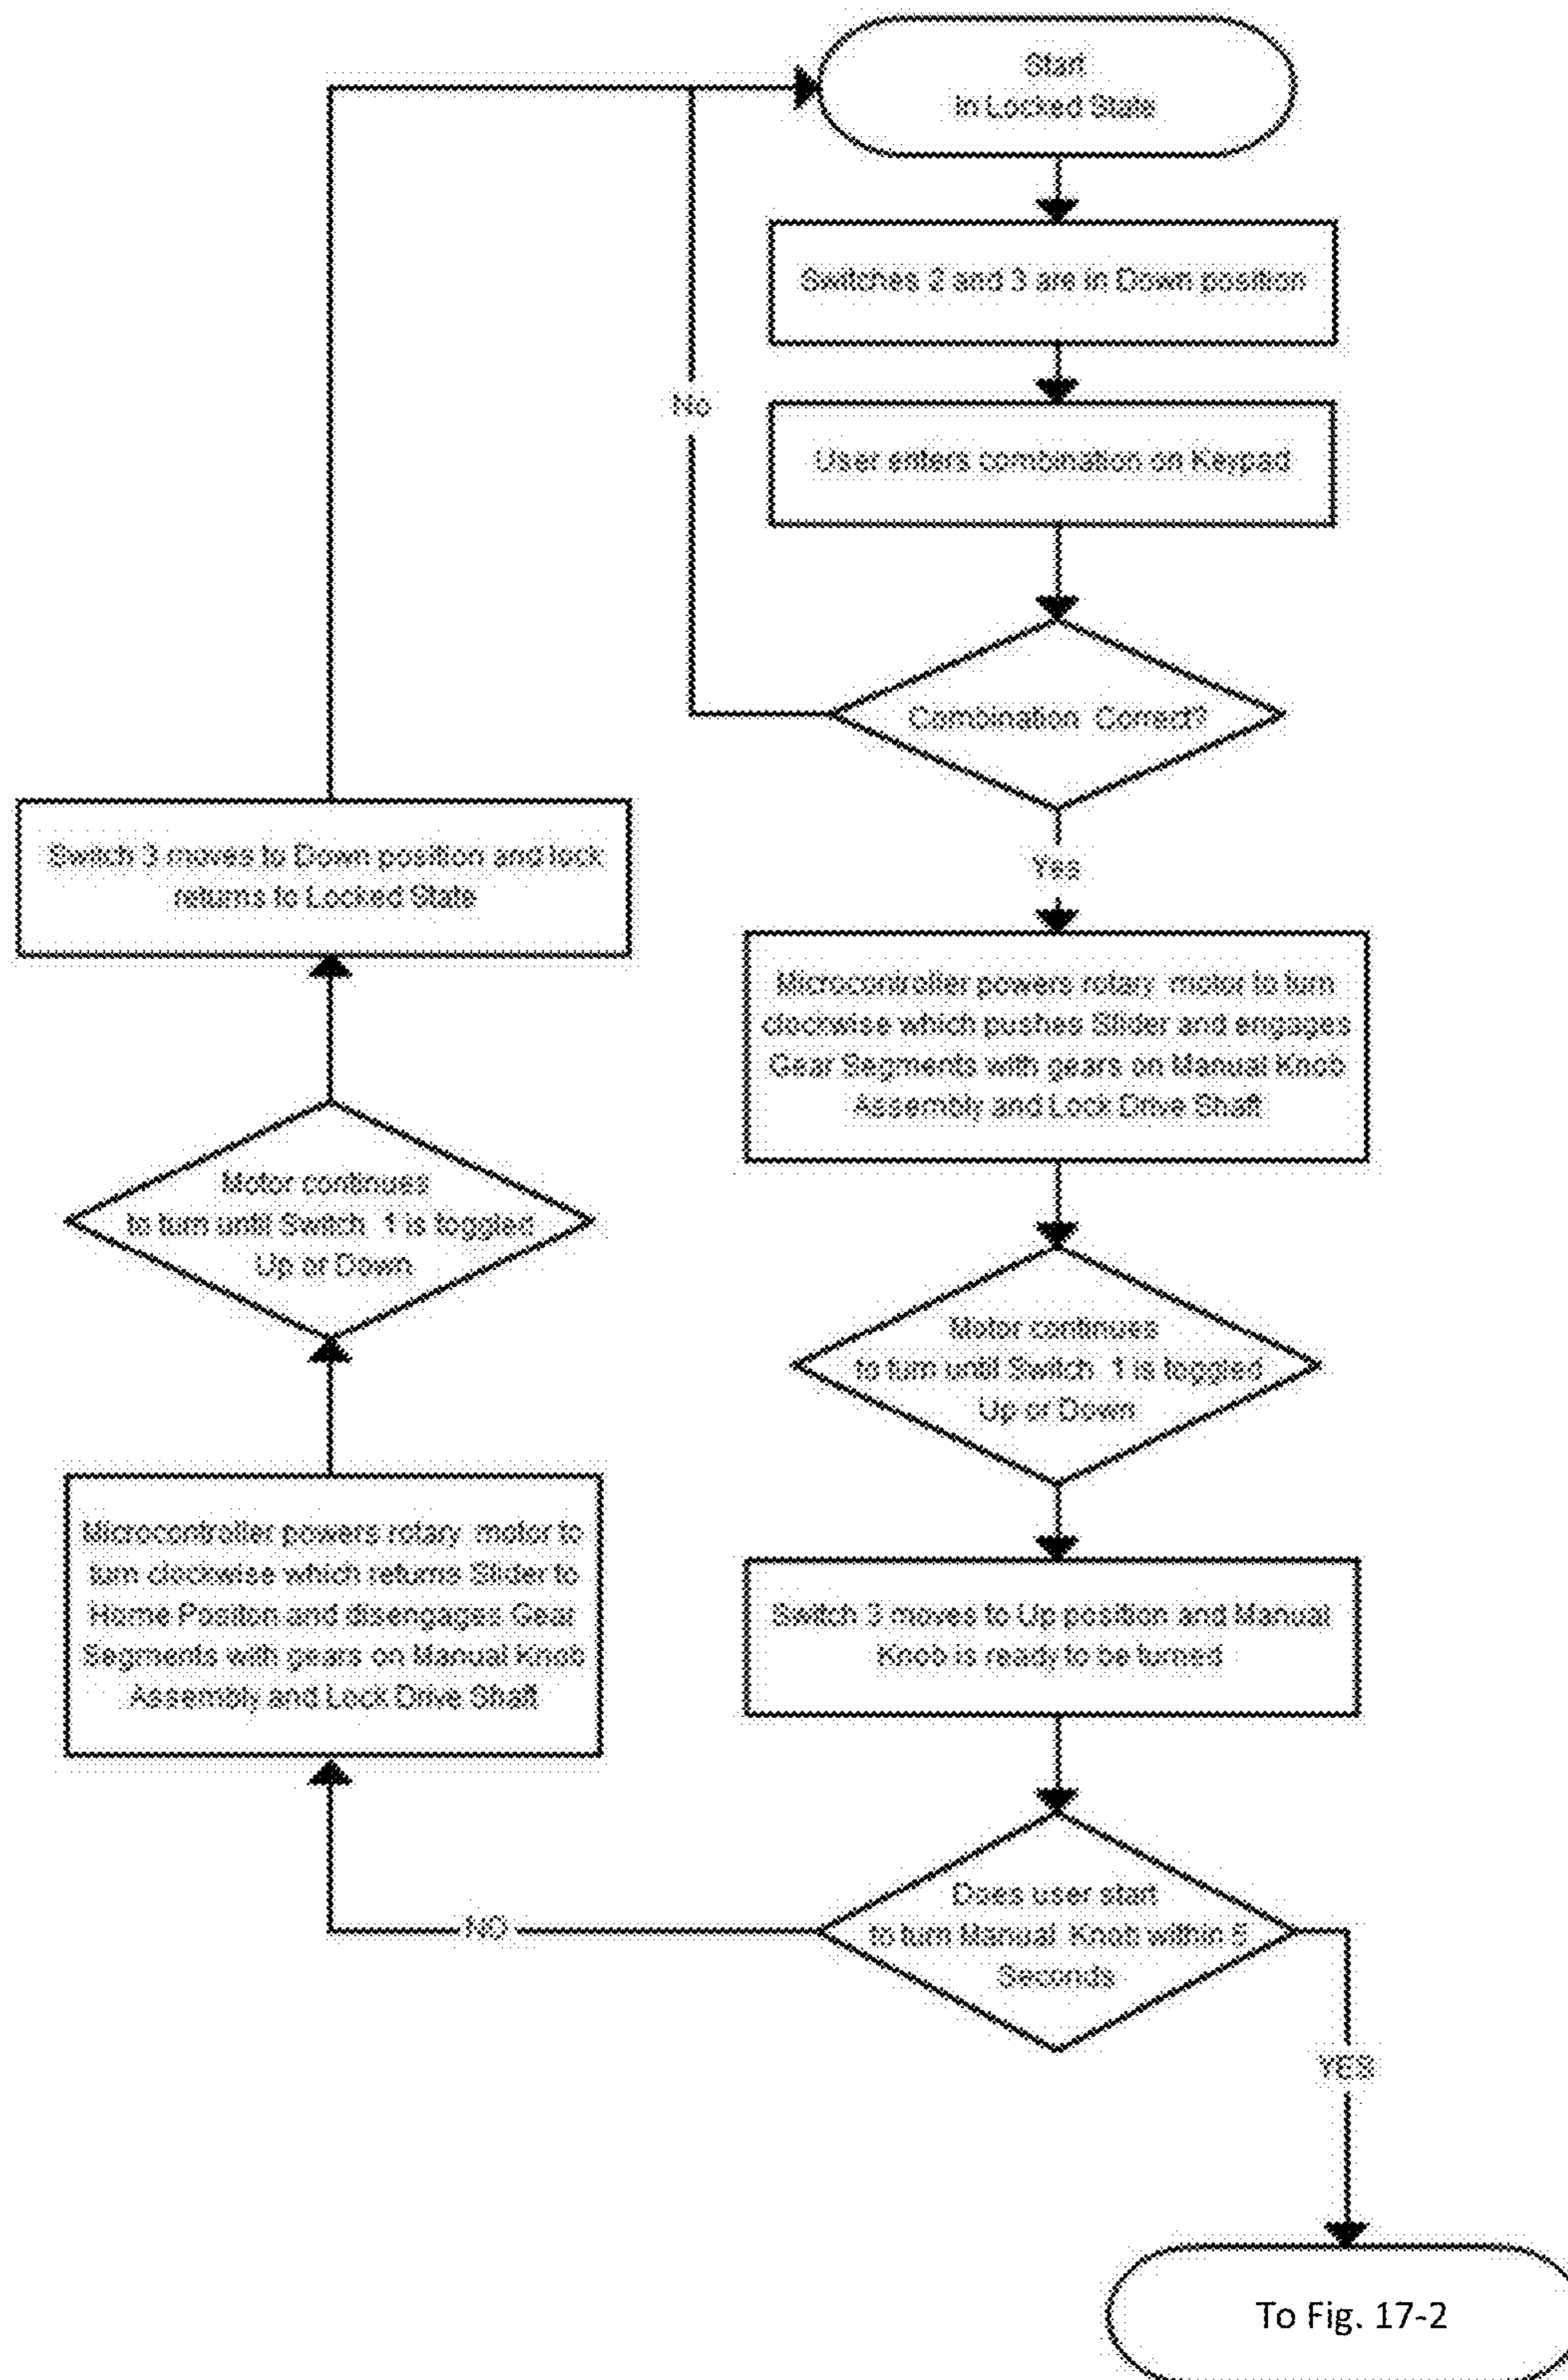 Start
In Locked State
Switches 2 and 3 are in Down position
User enters combination on Keypad
No
Combination Correct?
Yes
Switch 3 moves to Down position and lock
returns to Locked State
Microcontroller powers rotary motor to turn
clockwise which pushes Slider and engages
Gear Segments with gears on Manual Knob
Assembly and Lock Drive Shaft
Motor continues
to turn until Switch 1 is toggled
Up or Down
Motor continues
to turn until Switch 1 is toggled
Up or Down
Microcontroller powers rotary motor to
turn clockwise which returns Slider to
Home Positon and disengages Gear
Segments with gears on Manual Knob
Assembly and Lock Drive Shaft
Switch 3 moves to Up position and Manual
Knob is ready to be turned
Does user start
to turn Manual Knob within 5
Seconds
NO
YES
To Fig. 17-2